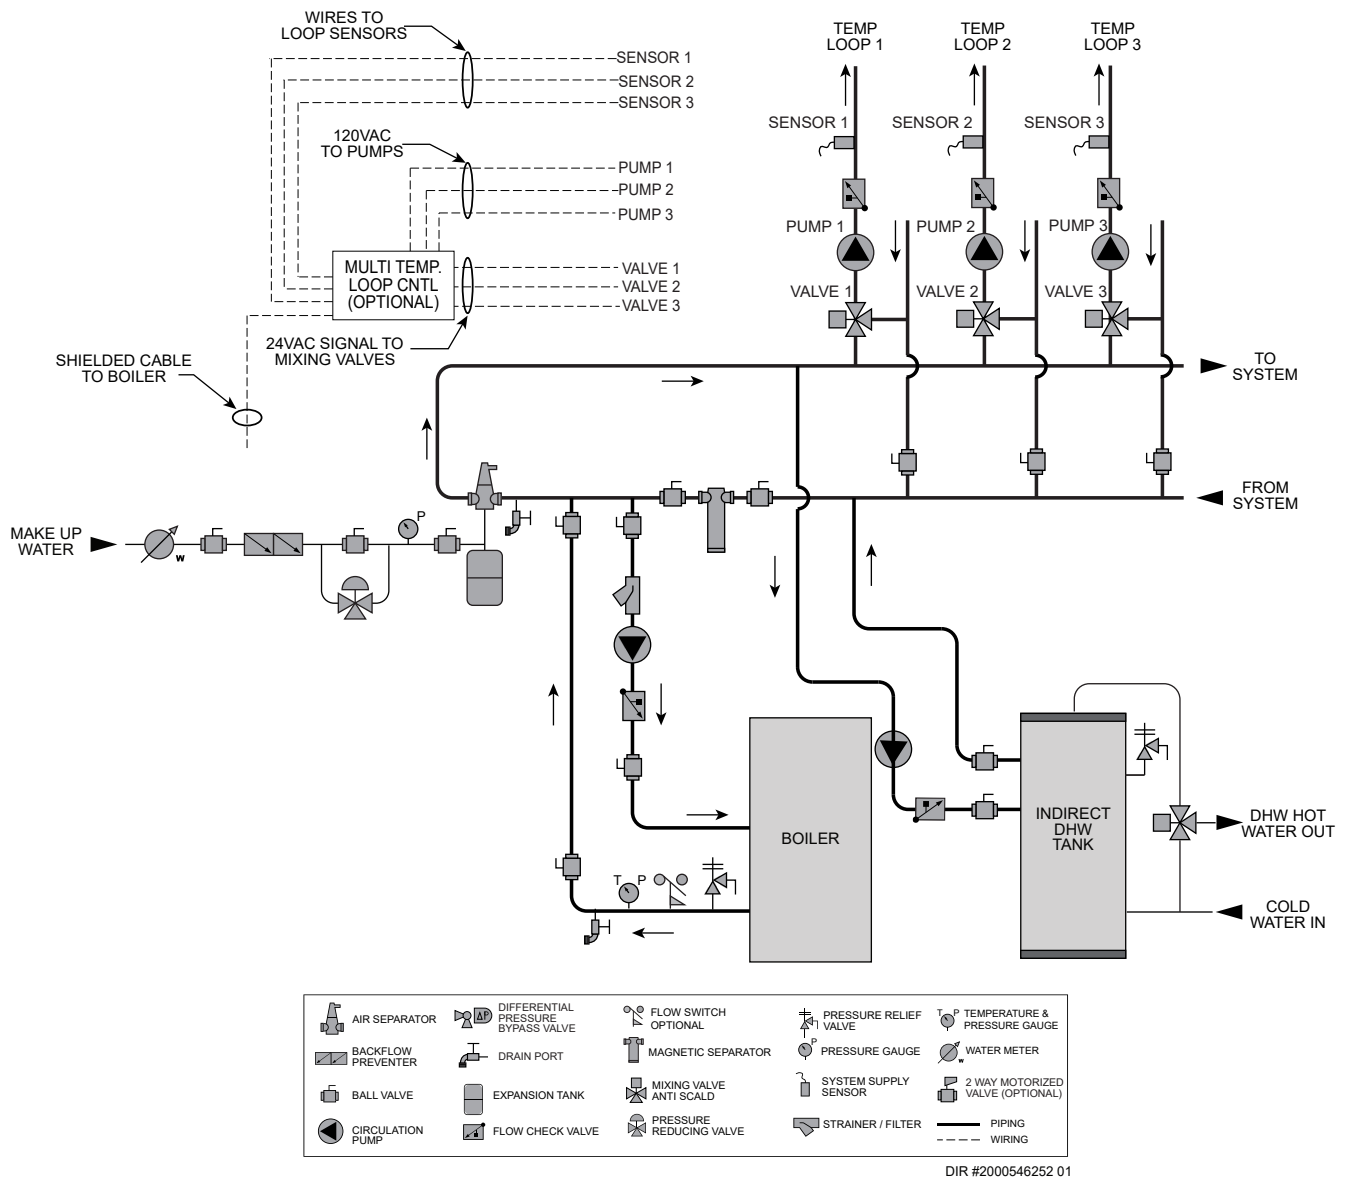 WIRES TO
LOOP SENSORS
SENSOR 1
SENSOR 2
SENSOR 3
120VAC
TO PUMPS
PUMP 1
PUMP 2
PUMP 3
MULTI TEMP.
LOOP CNTL
(OPTIONAL)
VALVE 1
VALVE 2
VALVE 3
24VAC SIGNAL TO
MIXING VALVES
SHIELDED CABLE
TO BOILER
TEMP
LOOP 1
TEMP
LOOP 2
TEMP
LOOP 3
SENSOR 1
SENSOR 2
SENSOR 3
PUMP 1
PUMP 2
PUMP 3
VALVE 1
VALVE 2
VALVE 3
TO
SYSTEM
FROM
SYSTEM
MAKE UP
WATER
w
P
T P
BOILER
INDIRECT
DHW
TANK
DHW HOT
WATER OUT
COLD
WATER IN
AIR SEPARATOR
BACKFLOW
PREVENTER
BALL VALVE
CIRCULATION
PUMP
ΔP
DIFFERENTIAL
PRESSURE
BYPASS VALVE
DRAIN PORT
EXPANSION TANK
FLOW CHECK VALVE
FLOW SWITCH
OPTIONAL
MAGNETIC SEPARATOR
MIXING VALVE
ANTI SCALD
PRESSURE
REDUCING VALVE
PRESSURE RELIEF
VALVE
P
PRESSURE GAUGE
SYSTEM SUPPLY
SENSOR
STRAINER / FILTER
T P
TEMPERATURE &
PRESSURE GAUGE
w
WATER METER
2 WAY MOTORIZED
VALVE (OPTIONAL)
PIPING
WIRING
DIR #2000546252 01